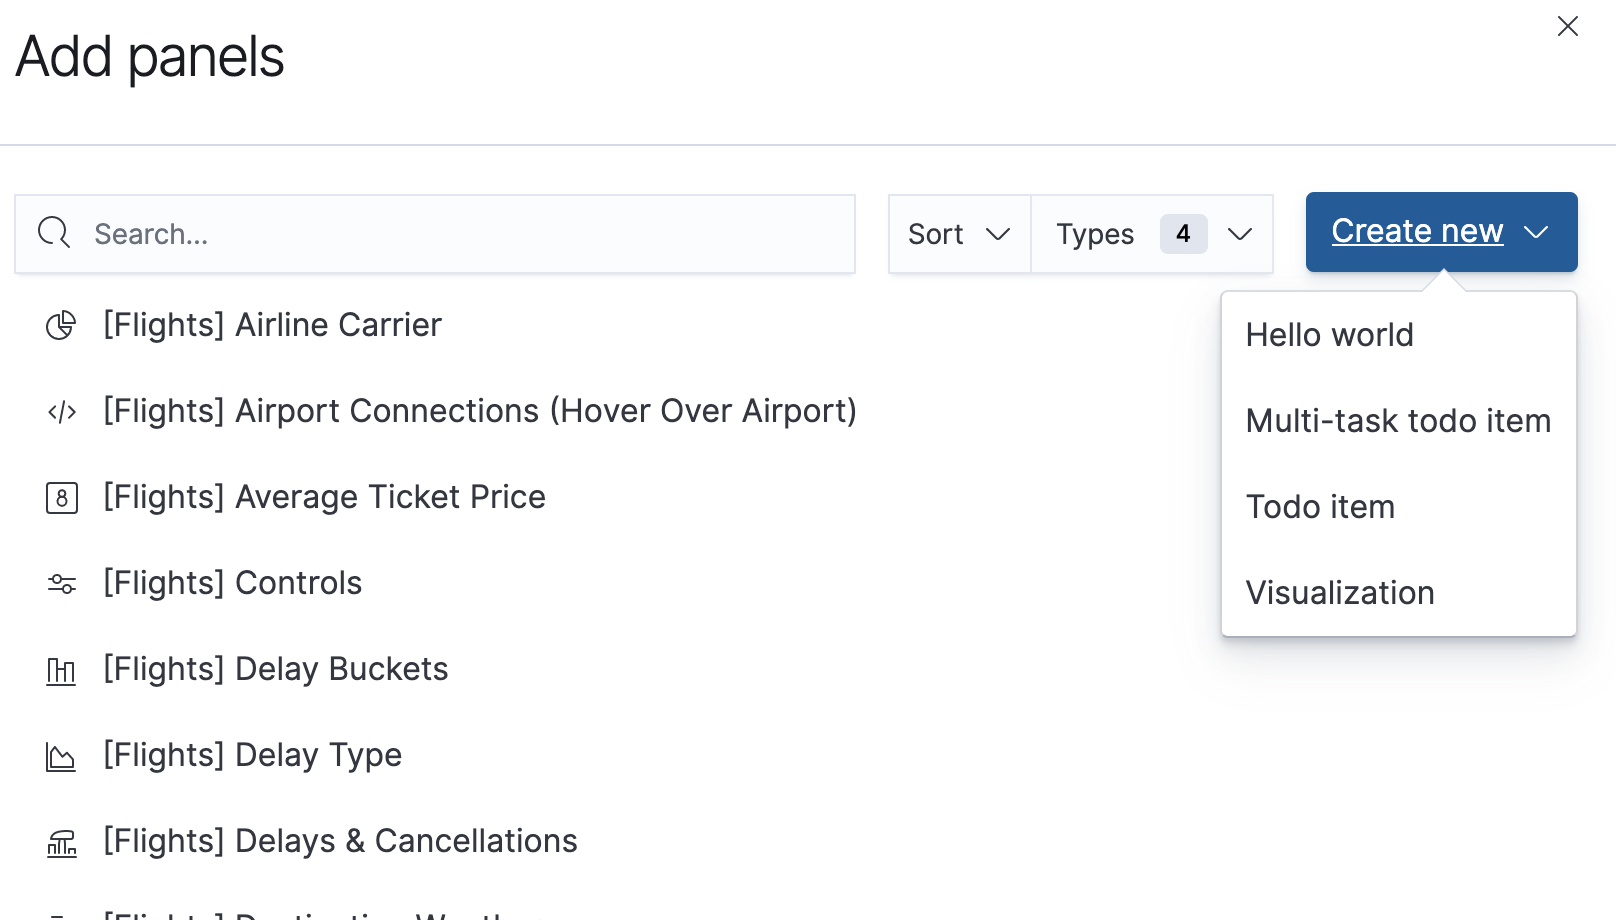 Add panels
Search...
Sort
Types 4
Create new
[Flights] Airline Carrier
[Flights] Airport Connections (Hover Over Airport)
[Flights] Average Ticket Price
[Flights] Controls
[Flights] Delay Buckets
[Flights] Delay Type
[Flights] Delays & Cancellations
Hello world
Multi-task todo item
Todo item
Visualization